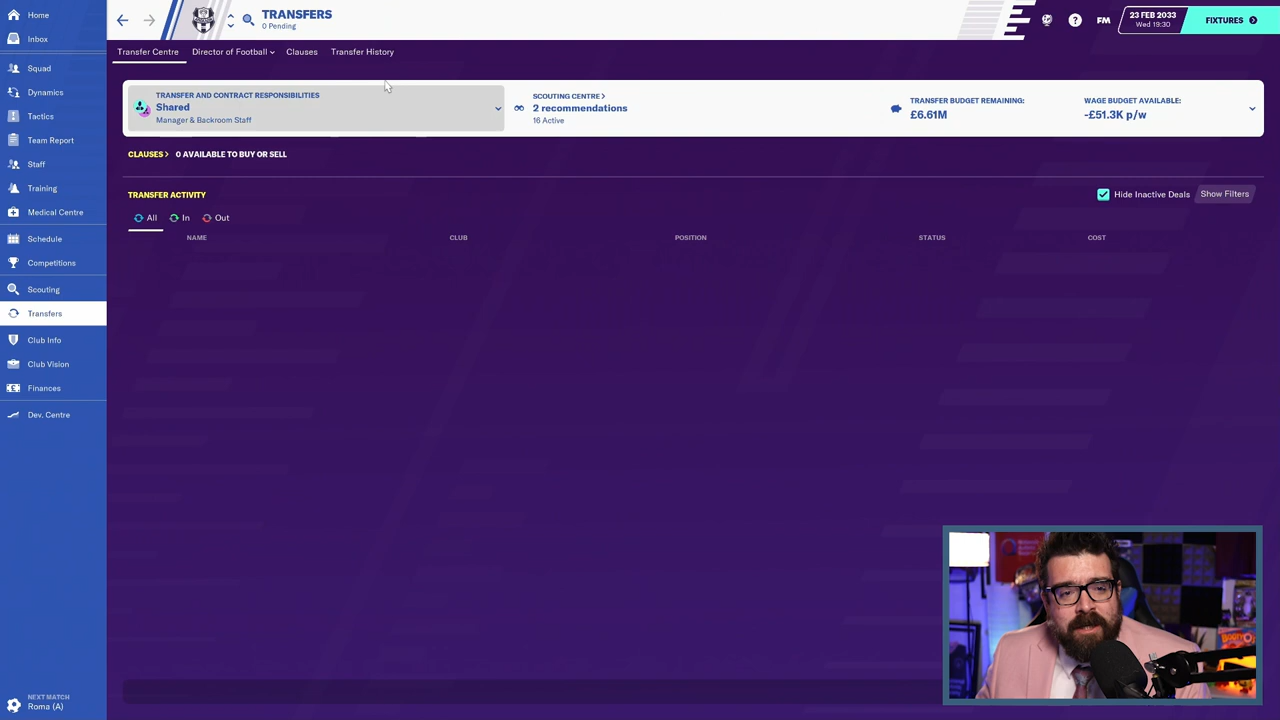 Home
Inbox
Squad
Dynamics
Tactics
Team Report
Staff
Training
Medical Centre
Schedule
Competitions
Scouting
Transfers
Club Info
Club Vision
Finances
Dev. Centre
NEXT MATCH
Roma (A)
TRANSFERS
0 Pending
FM
23 FEB 2033
Wed 19:30
FIXTURES
Transfer Centre
Director of Football
Clauses
Transfer History
TRANSFER AND CONTRACT RESPONSIBILITIES
Shared
Manager & Backroom Staff
SCOUTING CENTRE >
2 recommendations
16 Active
TRANSFER BUDGET REMAINING:
£6.61M
WAGE BUDGET AVAILABLE:
-£51.3K p/w
CLAUSES > 0 AVAILABLE TO BUY OR SELL
TRANSFER ACTIVITY
Hide Inactive Deals
Show Filters
All
In
Out
NAME
CLUB
POSITION
STATUS
COST